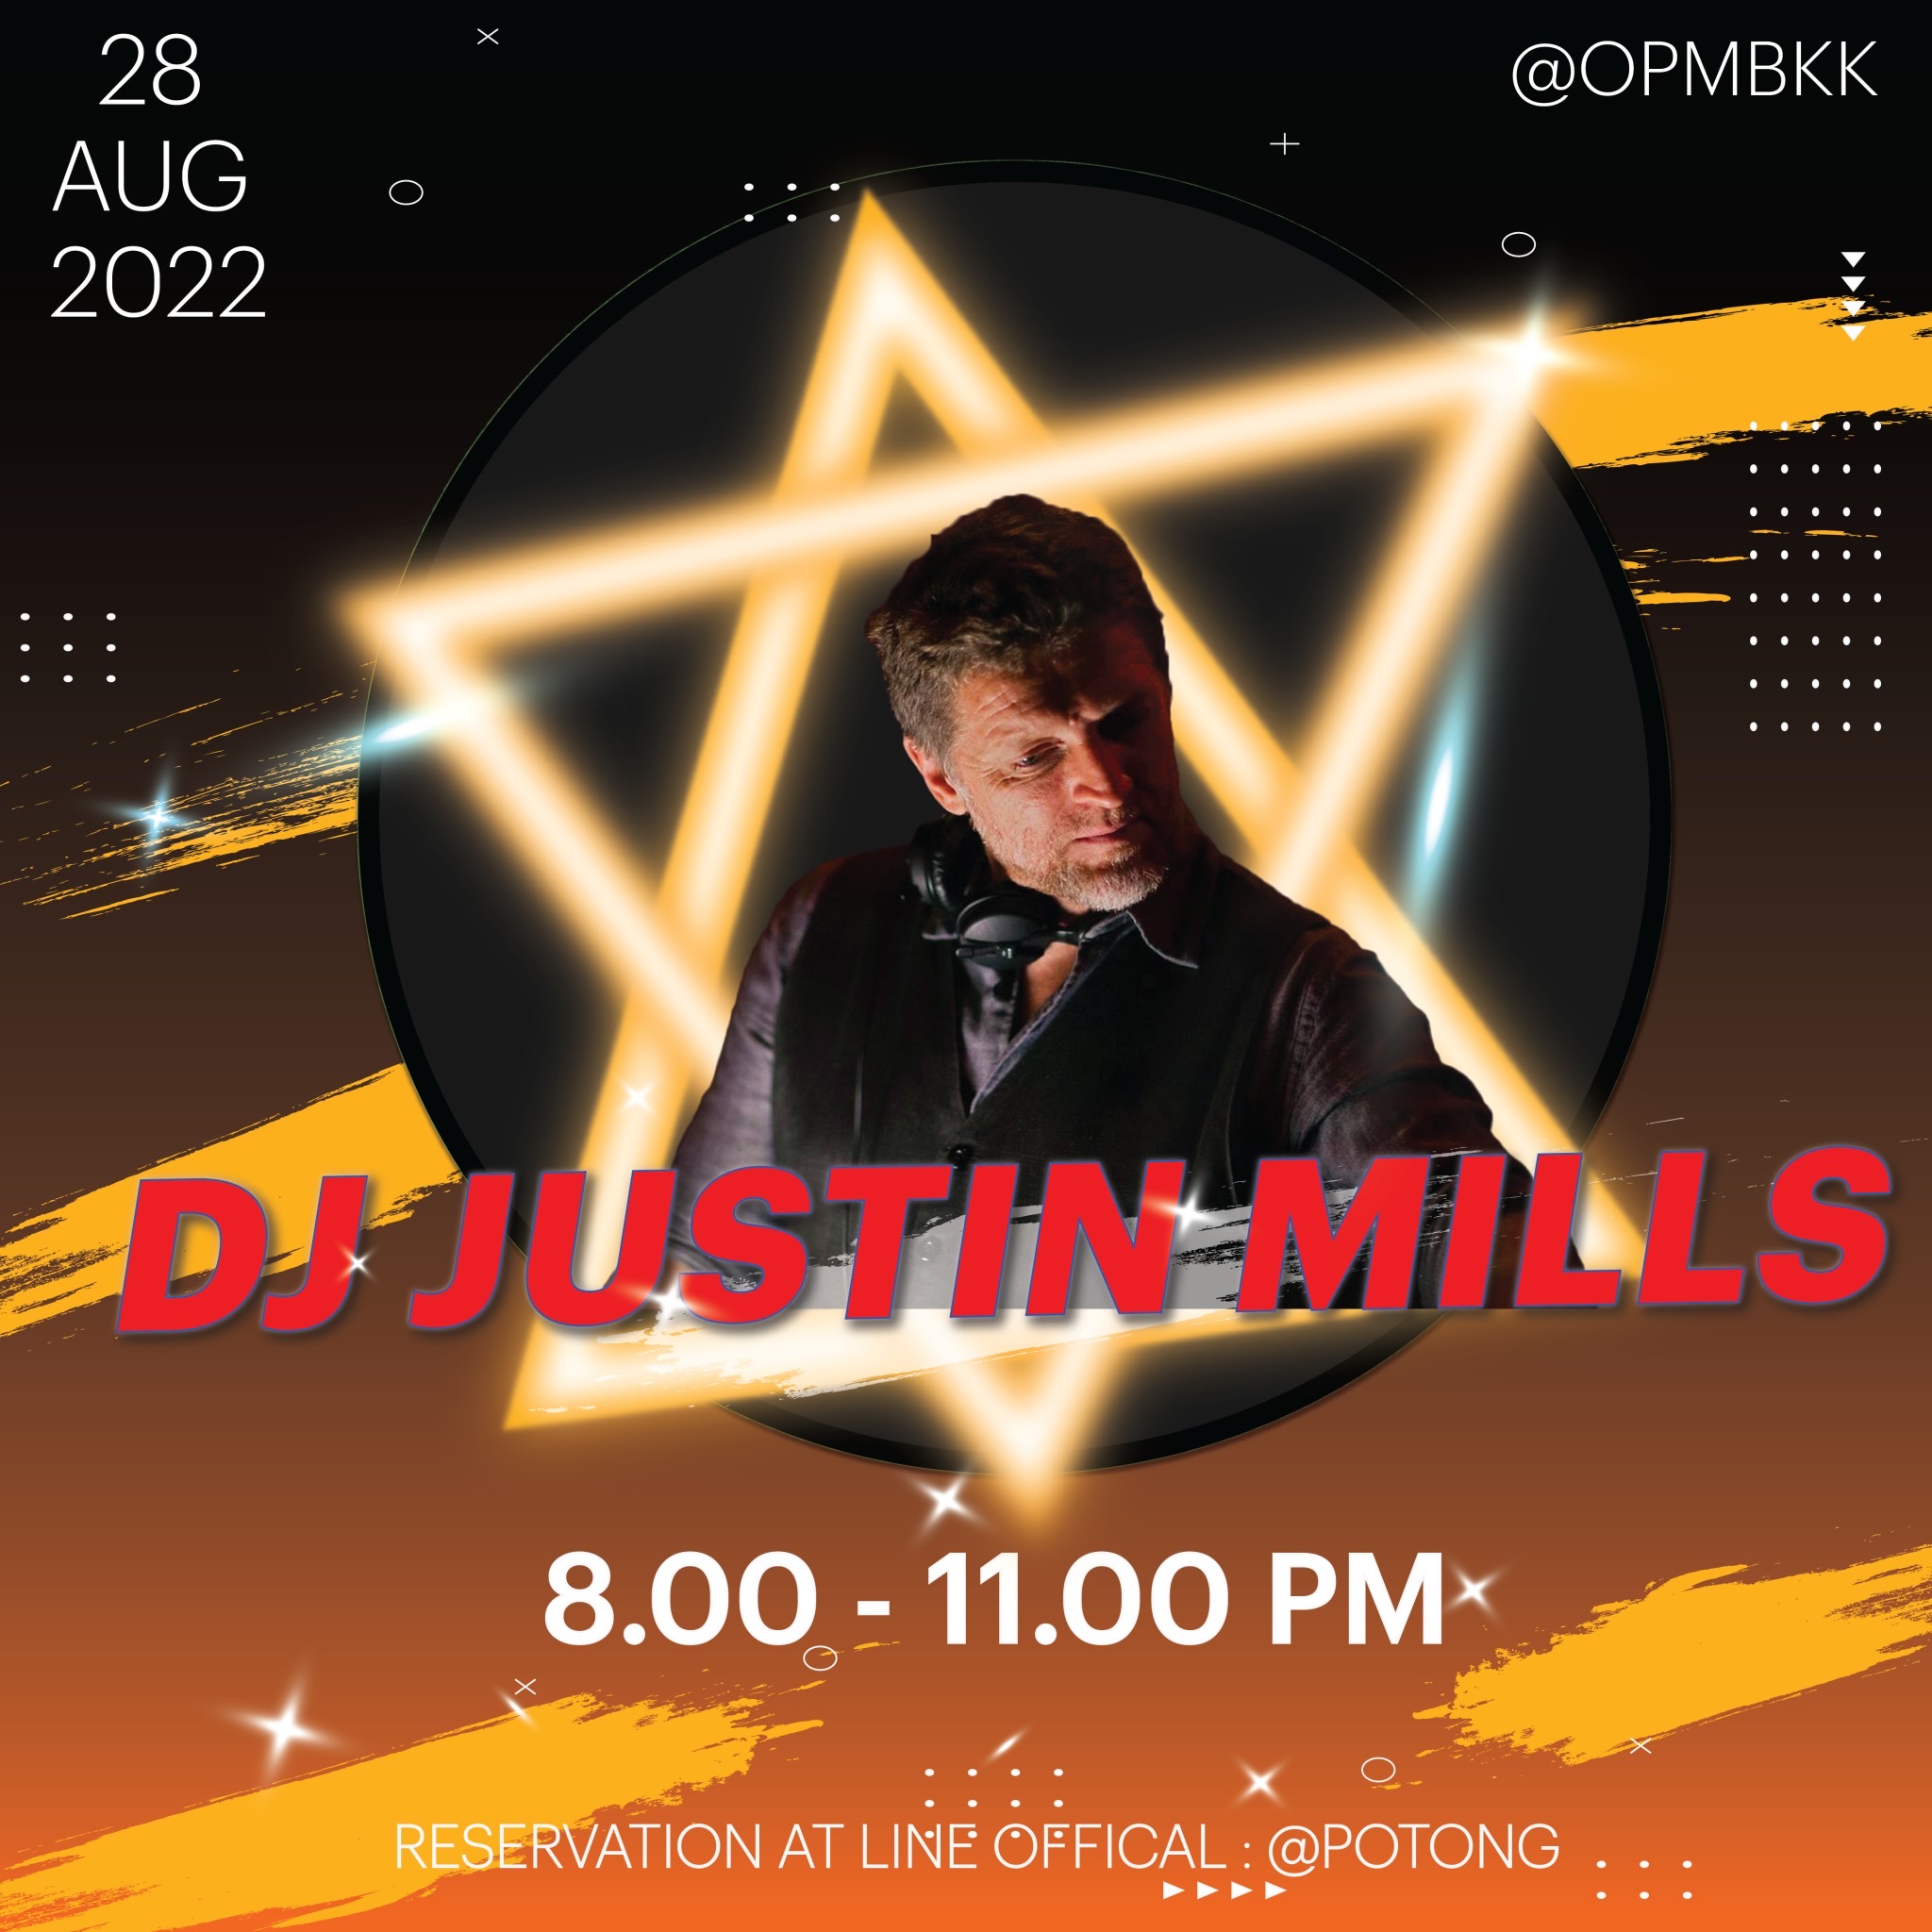 28
AUG
2022
@OPMBKK
DJ JUSTIN MILLS
8.00 - 11.00 PM
RESERVATION AT LINE OFFICAL : @POTONG